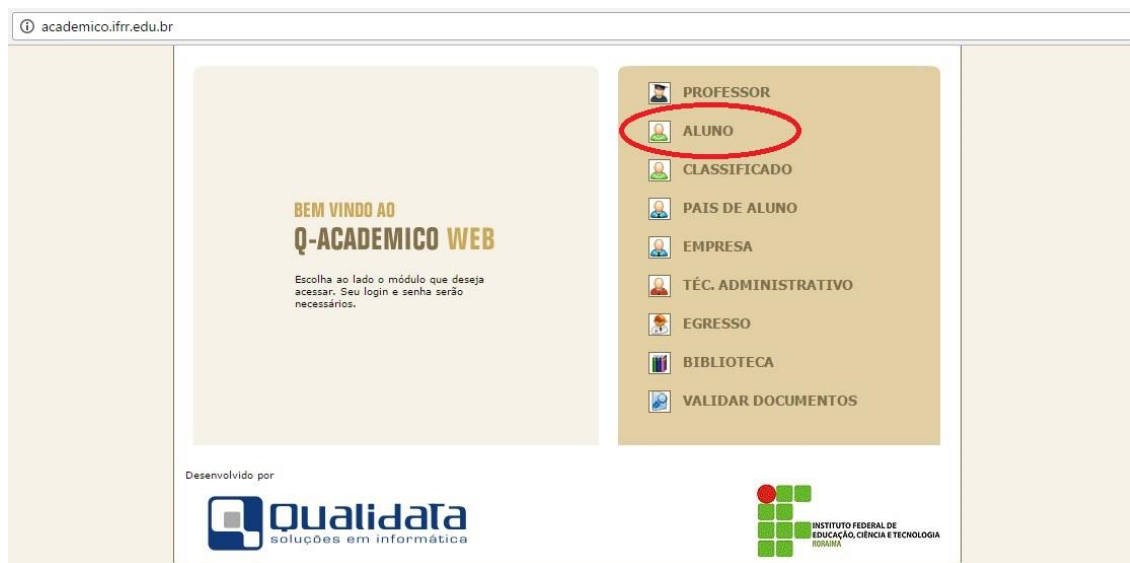 academico.ifrr.edu.br
BEM VINDO AO
Q-ACADEMICO WEB
Escolha ao lado o módulo que deseja
acessar. Seu login e senha serão
necessários.
PROFESSOR
ALUNO
CLASSIFICADO
PAIS DE ALUNO
EMPRESA
TÉC. ADMINISTRATIVO
EGRESSO
BIBLIOTECA
VALIDAR DOCUMENTOS
Desenvolvido por
Qualidata
soluções em informática
INSTITUTO FEDERAL DE
EDUCAÇÃO, CIÊNCIA E TECNOLOGIA
RORAIMA